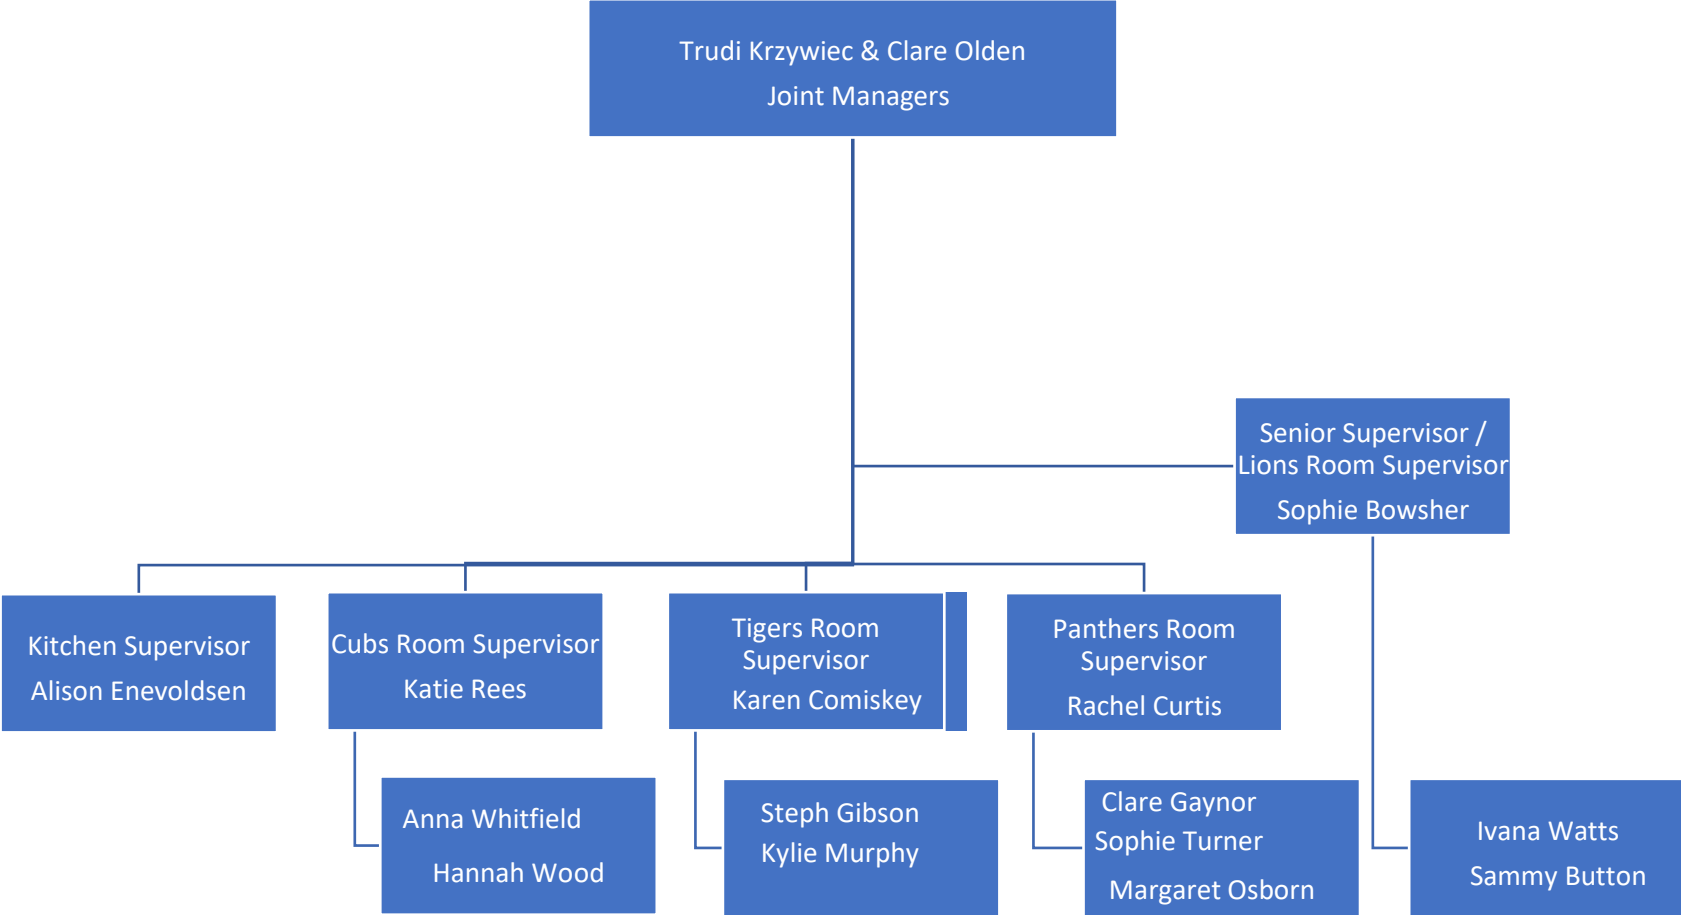 Trudi Krzywiec & Clare Olden
Joint Managers
Senior Supervisor /
Lions Room Supervisor
Sophie Bowsher
Kitchen Supervisor
Alison Enevoldsen
Cubs Room Supervisor
Katie Rees
Tigers Room
Supervisor
Karen Comiskey
Panthers Room
Supervisor
Rachel Curtis
Anna Whitfield
Hannah Wood
Steph Gibson
Kylie Murphy
Clare Gaynor
Sophie Turner
Margaret Osborn
Ivana Watts
Sammy Button